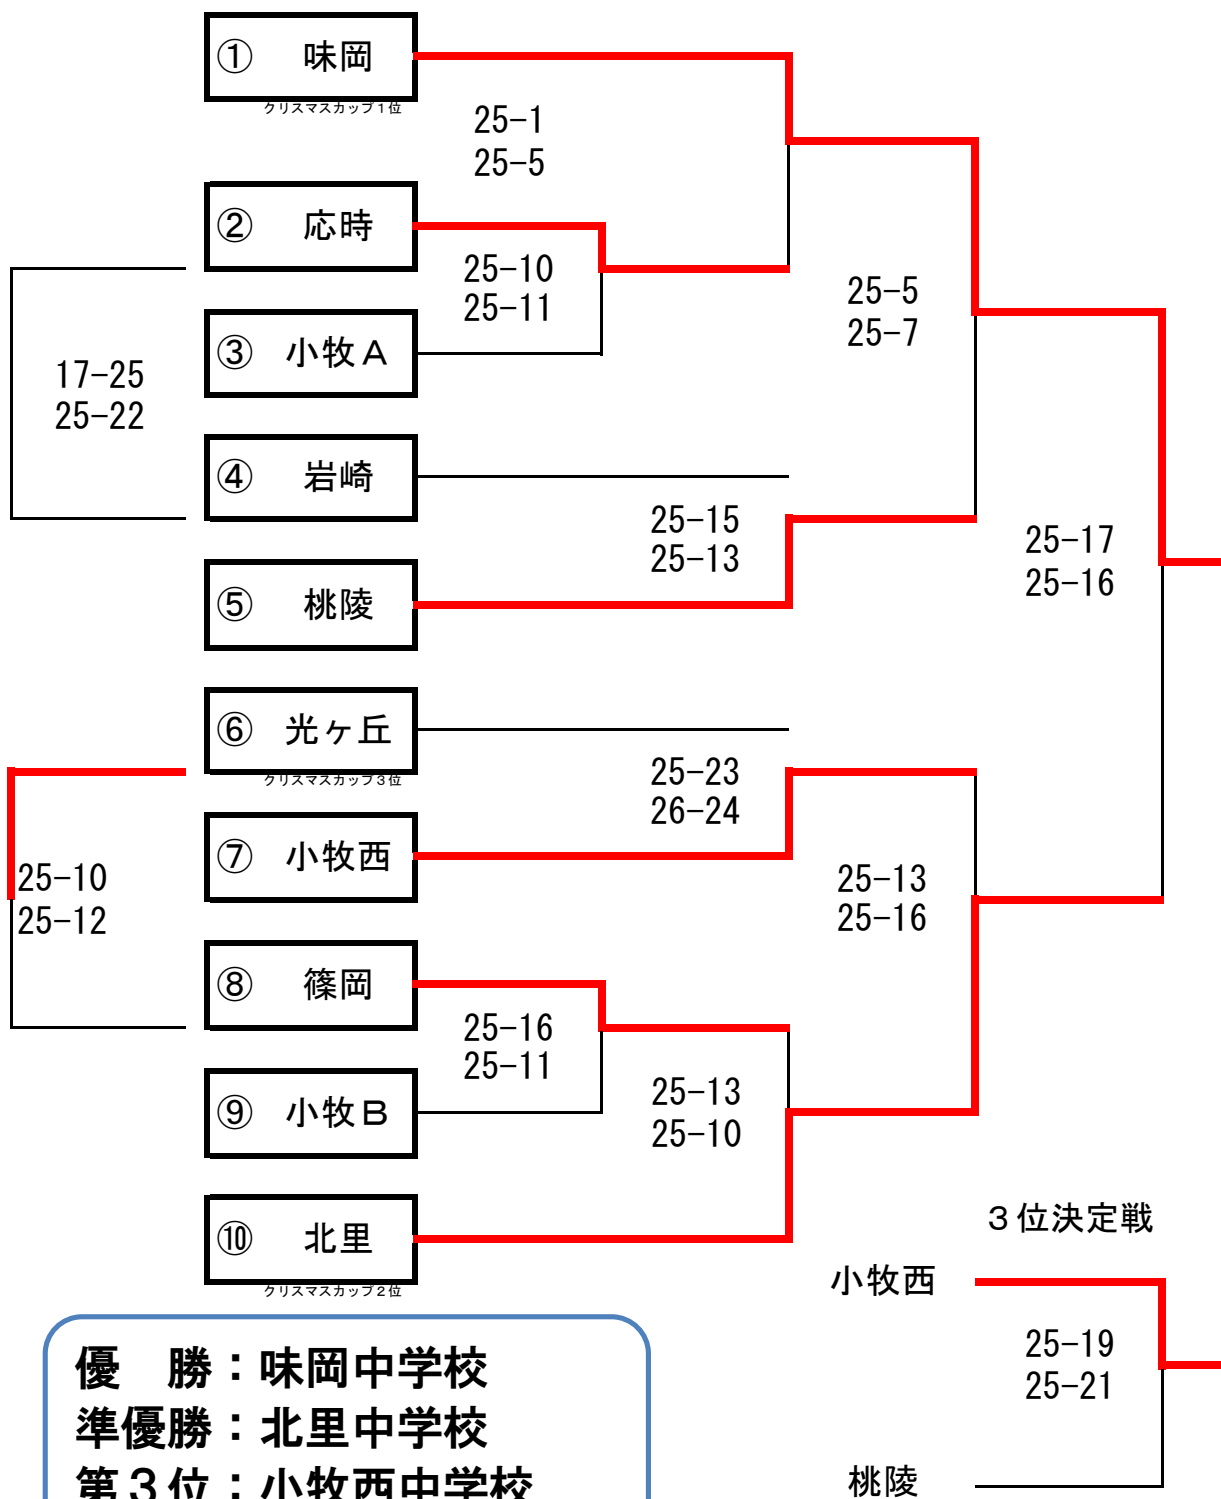 ① 味岡
クリスマスカップ1位
25-1
25-5
② 応時
25-10
25-11
③ 小牧A
17-25
25-22
25-5
25-7
④ 岩崎
25-15
25-13
25-17
25-16
⑤ 桃陵
⑥ 光ヶ丘
クリスマスカップ3位
25-23
26-24
⑦ 小牧西
25-10
25-12
25-13
25-16
⑧ 篠岡
25-16
25-11
⑨ 小牧B
25-13
25-10
⑩ 北里
クリスマスカップ2位
3位決定戦
小牧西
25-19
25-21
桃陵
優 勝:味岡中学校
準優勝:北里中学校
第3位:小牧西中学校